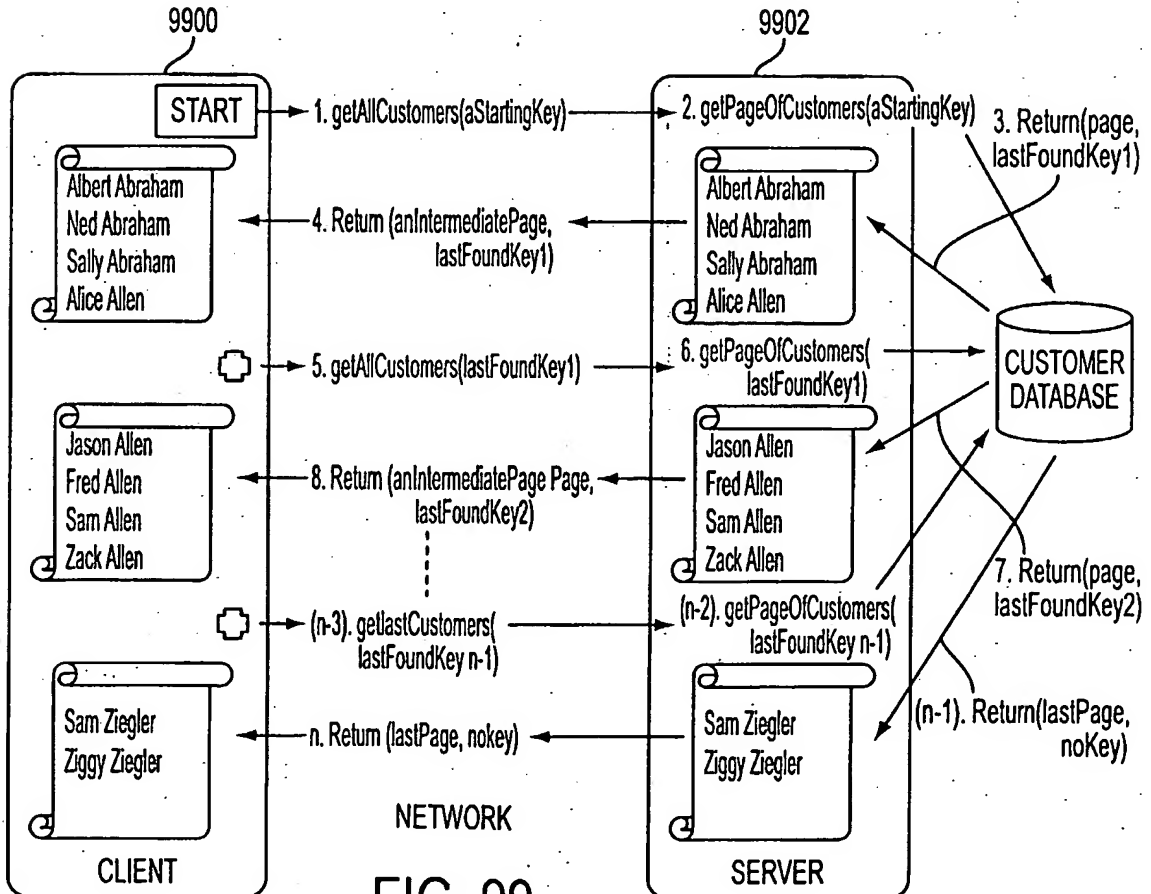 9900
9902
START
1. getAllCustomers(aStartingKey)
2. getPageOfCustomers(aStartingKey)
3. Return(page,
lastFoundKey1)
Albert Abraham
Ned Abraham
Sally Abraham
Alice Allen
4. Return (anIntermediatePage,
lastFoundKey1)
Albert Abraham
Ned Abraham
Sally Abraham
Alice Allen
5. getAllCustomers(lastFoundKey1)
6. getPageOfCustomers(
lastFoundKey1)
CUSTOMER
DATABASE
Jason Allen
Fred Allen
Sam Allen
Zack Allen
8. Return (anIntermediatePage Page,
lastFoundKey2)
Jason Allen
Fred Allen
Sam Allen
Zack Allen
7. Return(page,
lastFoundKey2)
(n-3). getlastCustomers(
lastFoundKey n-1)
(n-2). getPageOfCustomers(
lastFoundKey n-1)
(n-1). Return(lastPage,
noKey)
Sam Ziegler
Ziggy Ziegler
n. Return (lastPage, nokey)
Sam Ziegler
Ziggy Ziegler
NETWORK
CLIENT
SERVER
FIG. 99